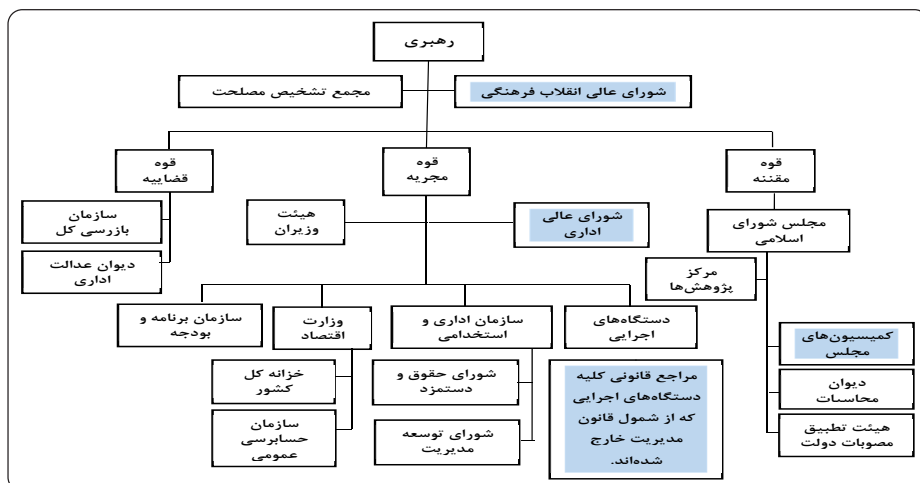 رهبری
شورای عالی انقلاب فرهنگی
مجمع تشخیص مصلحت
قوه
مقننه
قوه
مجریه
قوه
قضاییه
مجلس شورای
اسلامی
شورای عالی
اداری
هیئت
وزیران
سازمان
بازرسی کل
دیوان عدالت
اداری
مرکز
پژوهش‌ها
کمیسیون‌های
مجلس
دیوان
محاسبات
هیئت تطبیق
مصوبات دولت
دستگاه‌های
اجرایی
سازمان اداری و
استخدامی
وزارت
اقتصاد
سازمان برنامه و
بودجه
مراجع قانونی کلیه
دستگاه‌های اجرایی
که از شمول قانون
مدیریت خارج
شده‌اند.
شورای حقوق و
دستمزد
شورای توسعه
مدیریت
خزانه کل
کشور
سازمان
حسابرسی
عمومی